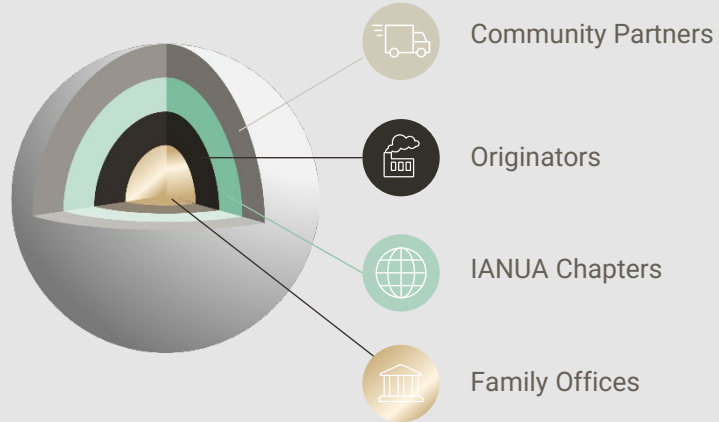 Community Partners
Originators
IANUA Chapters
Family Offices